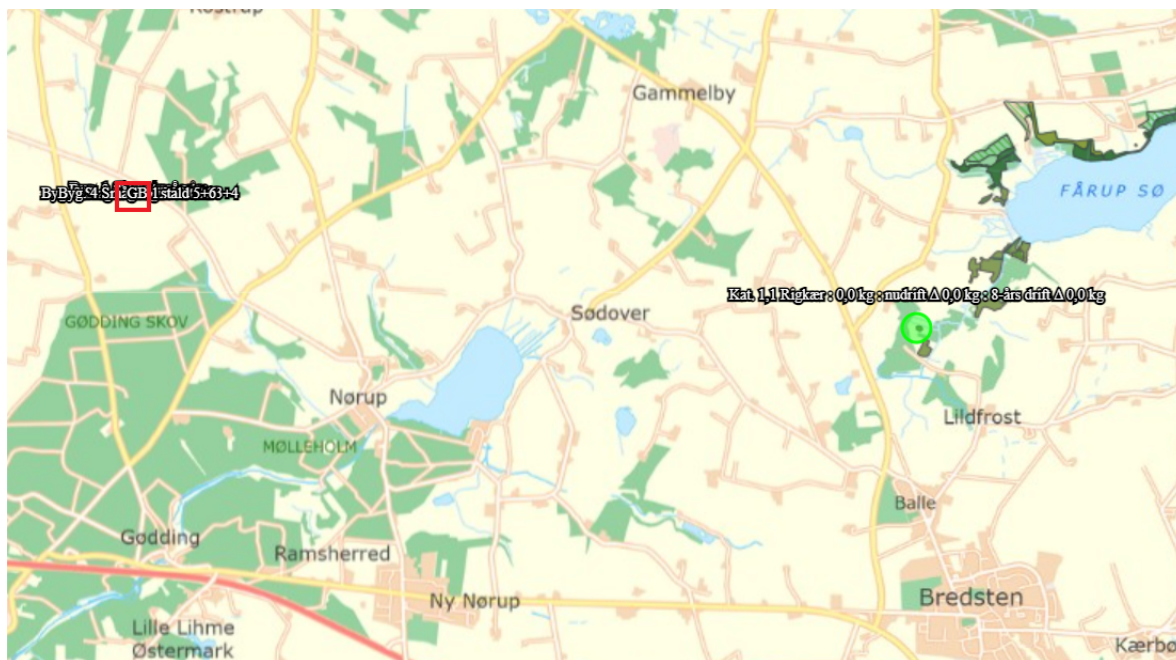 Gammelby
FÅRUP SØ
Kat. 1,1 Rigkær : 0,0 kg : nudrift Δ 0,0 kg : 8-års drift Δ 0,0 kg
Sødover
GØDDING SKOV
Nørup
Lildfrost
MØLLEHOLM
Balle
Gødding
Ramsherred
Ny Nørup
Bredsten
Lille Lihme
Østermark
Kærbo